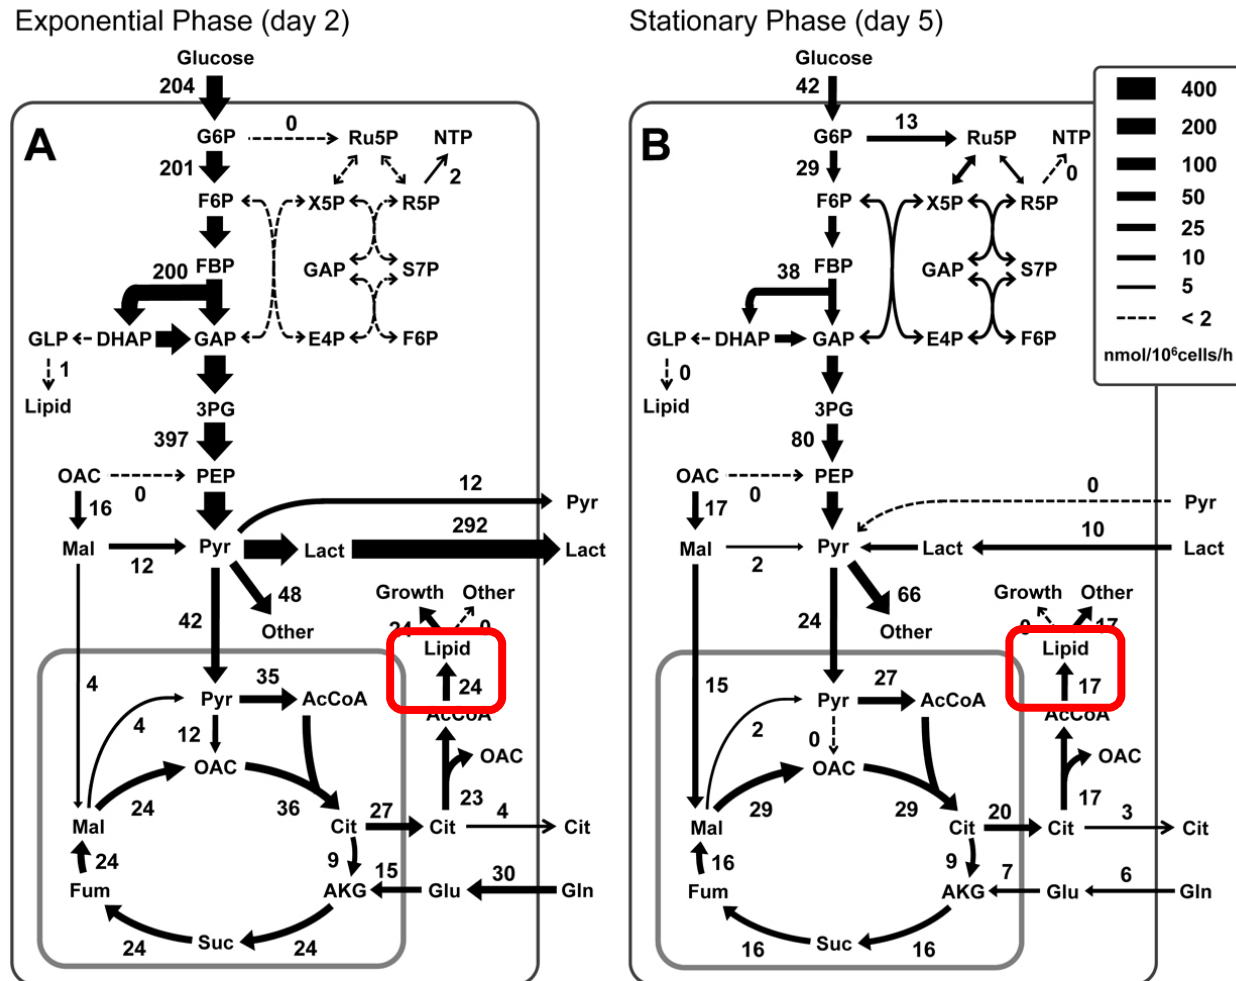 Exponential Phase (day 2)
Stationary Phase (day 5)
A
Glucose
204
G6P 0 Ru5P NTP
201 2
F6P X5P R5P
FBP
200 GAP S7P
GLP DHAP GAP E4P F6P
1
Lipid
3PG
397
OAC 0 PEP
16 12 Pyr
Mal 12 Pyr Lact 292 Lact
48 Growth Other
42 Other 24 0
Lipid
4 35 24
Pyr AcCoA AcCoA
4 12
OAC OAC
24 36 27 23 4
Mal Cit Cit Cit
24 9 15 30
Fum AKG Glu Gln
24 Suc 24
B
Glucose
42
G6P 13 Ru5P NTP
29 0
F6P X5P R5P
FBP
38 GAP S7P
GLP DHAP GAP E4P F6P
0
Lipid
3PG
80
OAC 0 PEP
17 0 Pyr
Mal 2 Pyr Lact 10 Lact
66 Growth Other
24 Other 0 17
Lipid
15 27 17
Pyr AcCoA AcCoA
2 0
OAC OAC
29 29 20 17 3
Mal Cit Cit Cit
16 9 7 6
Fum AKG Glu Gln
16 Suc 16
400
200
100
50
25
10
5
< 2
nmol/10⁶cells/h